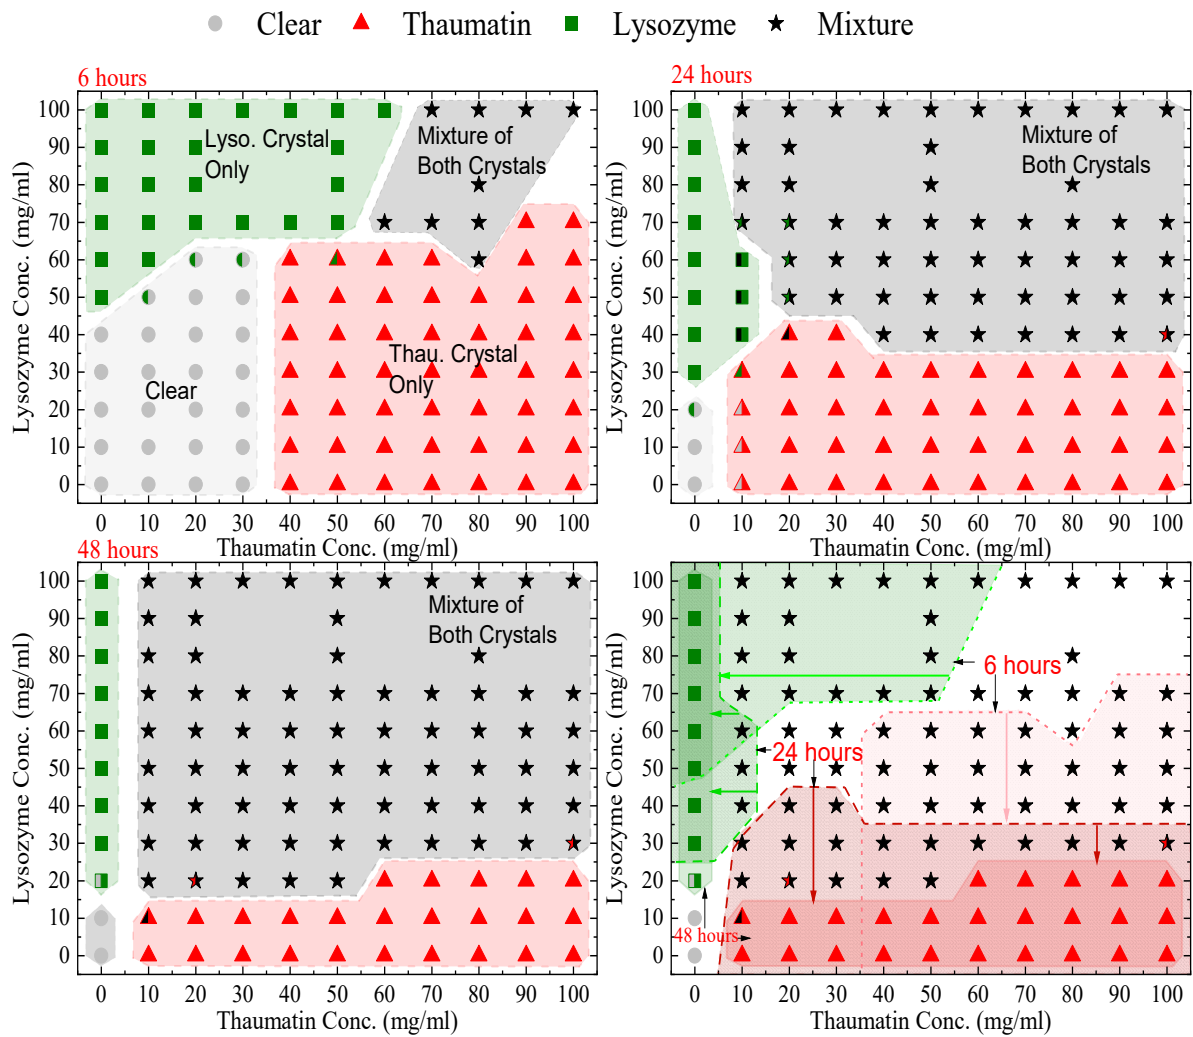 Clear Thaumatin Lysozyme Mixture
6 hours
Lysozyme Conc. (mg/ml)
100
90
80
70
60
50
40
30
20
10
0
Lyso. Crystal
Only
Mixture of
Both Crystals
Clear
Thau. Crystal
Only
0 10 20 30 40 50 60 70 80 90 100
Thaumatin Conc. (mg/ml)
24 hours
Lysozyme Conc. (mg/ml)
100
90
80
70
60
50
40
30
20
10
0
Mixture of
Both Crystals
0 10 20 30 40 50 60 70 80 90 100
Thaumatin Conc. (mg/ml)
48 hours
Lysozyme Conc. (mg/ml)
100
90
80
70
60
50
40
30
20
10
0
Mixture of
Both Crystals
0 10 20 30 40 50 60 70 80 90 100
Thaumatin Conc. (mg/ml)
Lysozyme Conc. (mg/ml)
100
90
80
70
60
50
40
30
20
10
0
6 hours
24 hours
48 hours
0 10 20 30 40 50 60 70 80 90 100
Thaumatin Conc. (mg/ml)